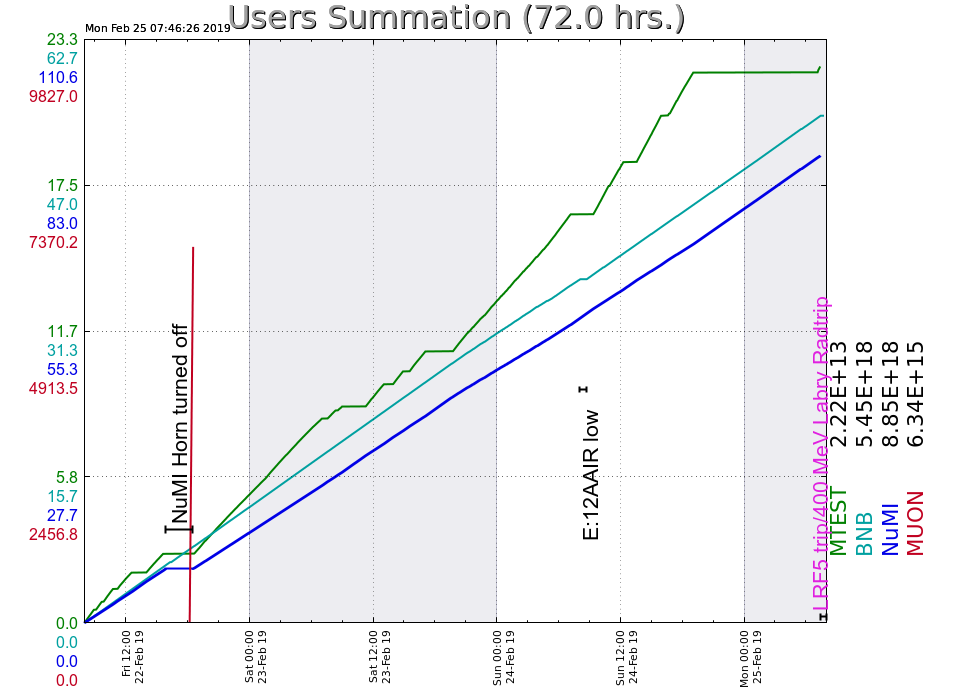 Users Summation (72.0 hrs.)
Mon Feb 25 07:46:26 2019
23.3
62.7
110.6
9827.0
17.5
47.0
83.0
7370.2
11.7
31.3
55.3
4913.5
5.8
15.7
27.7
2456.8
0.0
0.0
0.0
0.0
NuMI Horn turned off
E:12AAIR low
LRF5 trip/400 MeV Labry Radtrip
MTEST 2.22E+13
BNB 5.45E+18
NuMI 8.85E+18
MUON 6.34E+15
Fri 12:00
22-Feb 19
Sat 00:00
23-Feb 19
Sat 12:00
23-Feb 19
Sun 00:00
24-Feb 19
Sun 12:00
24-Feb 19
Mon 00:00
25-Feb 19